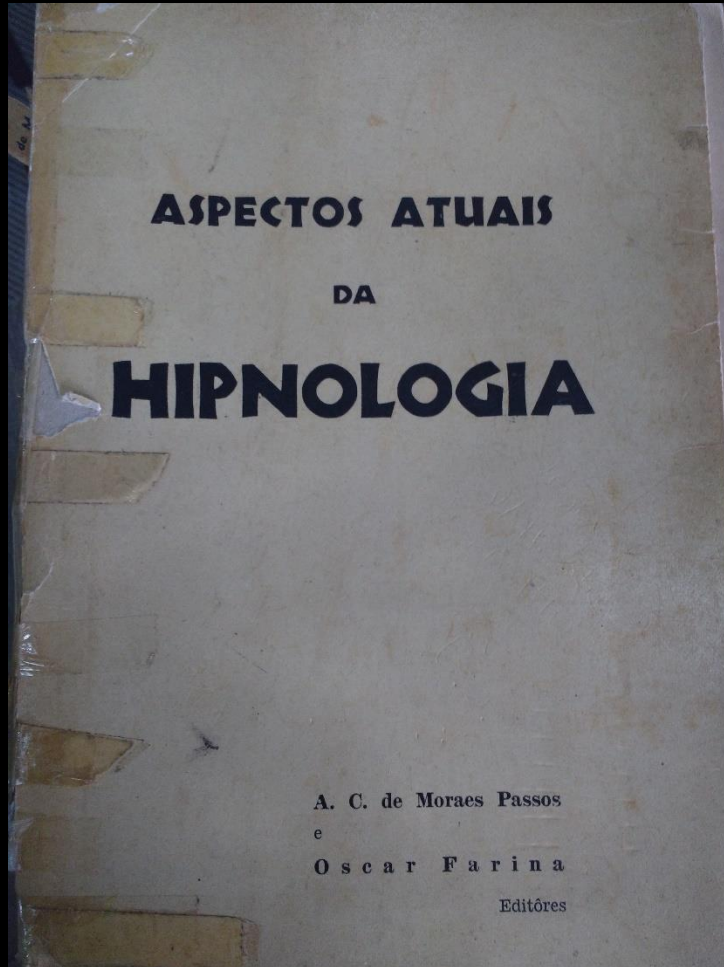 ASPECTOS ATUAIS
DA
HIPNOLOGIA
A. C. de Moraes Passos
e
Oscar Farina
Editôres